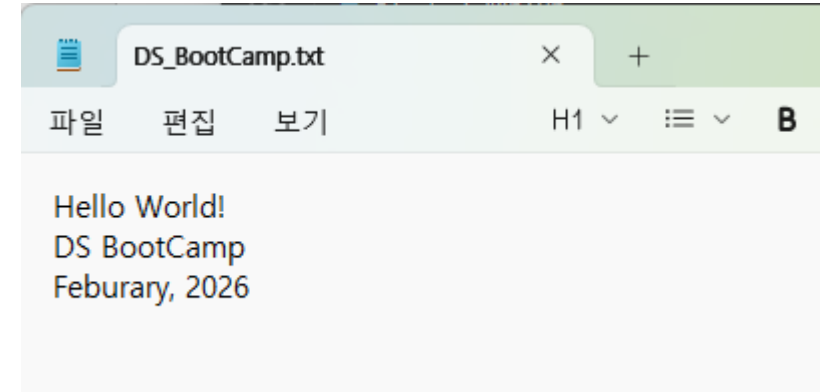 DS_BootCamp.txt
파일 편집 보기 H1 B
Hello World!
DS BootCamp
Feburary, 2026